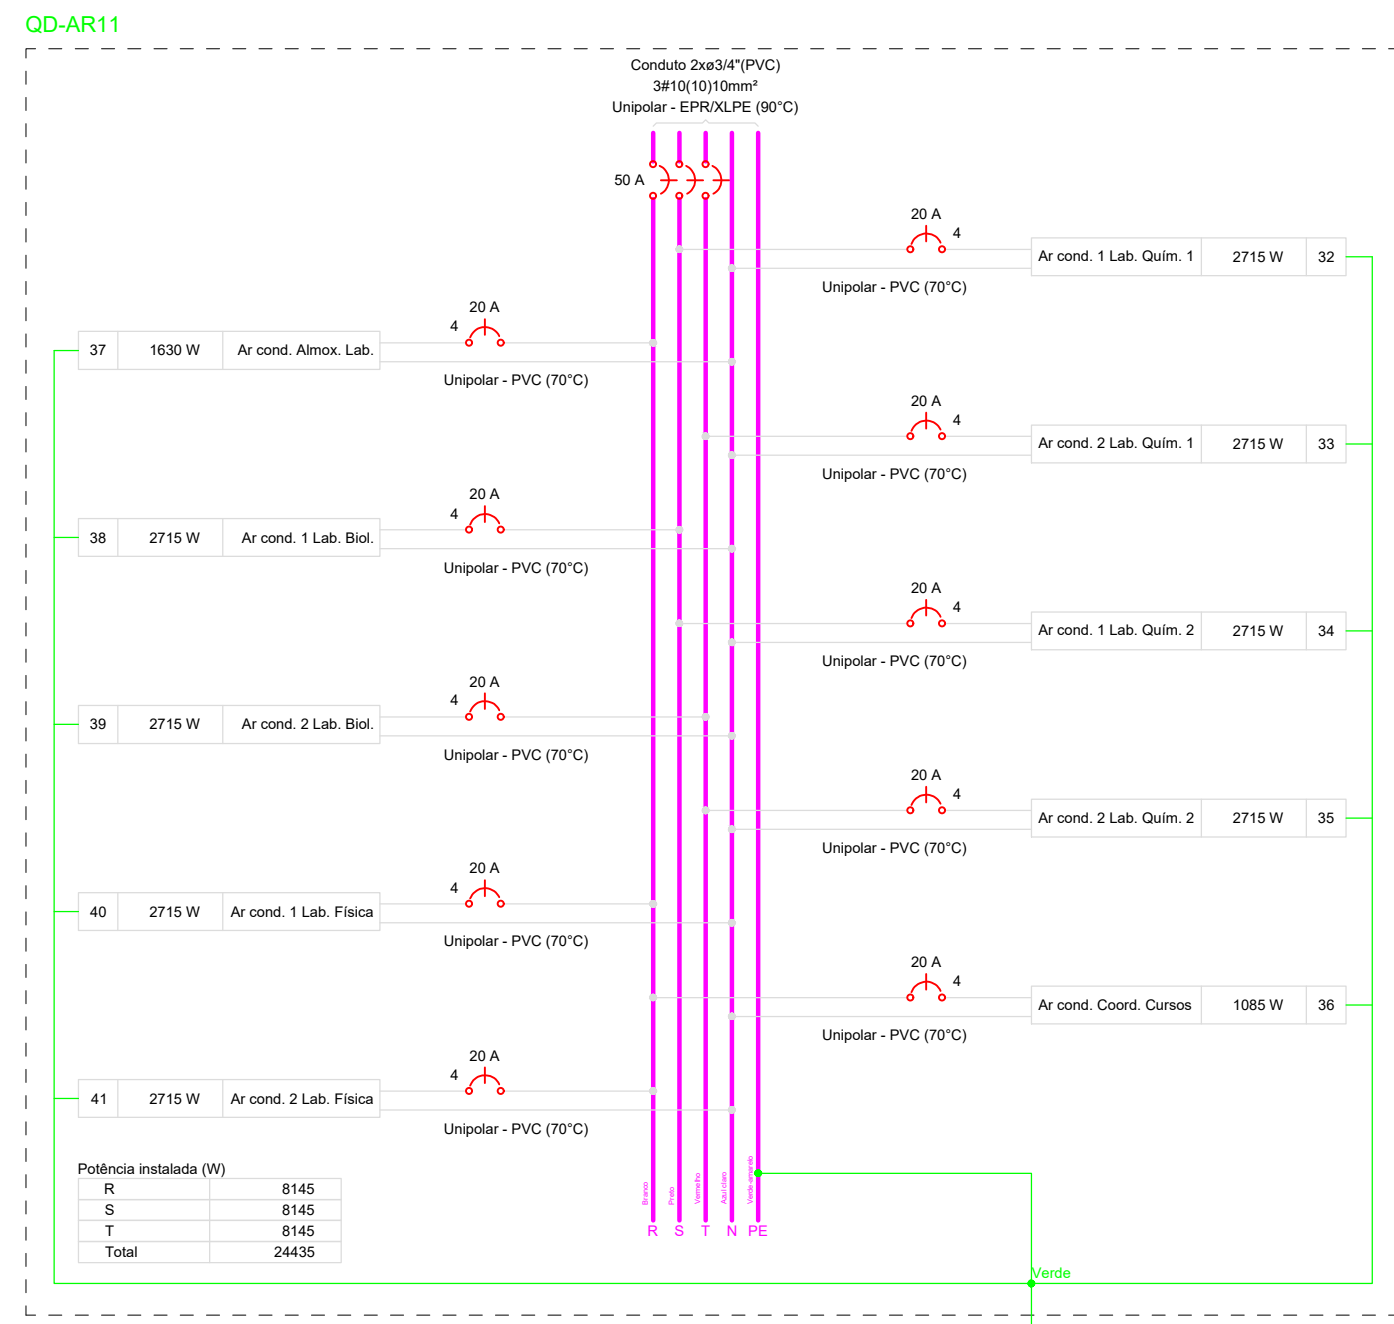 QD-AR11
Conduto 2xø3/4"(PVC)
3#10(10)10mm²
Unipolar - EPR/XLPE (90°C)
50 A
20 A
4
Ar cond. 1 Lab. Quím. 1 2715 W 32
Unipolar - PVC (70°C)
20 A
4
37 1630 W Ar cond. Almox. Lab.
Unipolar - PVC (70°C)
20 A
4
Ar cond. 2 Lab. Quím. 1 2715 W 33
Unipolar - PVC (70°C)
20 A
4
38 2715 W Ar cond. 1 Lab. Biol.
Unipolar - PVC (70°C)
20 A
4
Ar cond. 1 Lab. Quím. 2 2715 W 34
Unipolar - PVC (70°C)
20 A
4
39 2715 W Ar cond. 2 Lab. Biol.
Unipolar - PVC (70°C)
20 A
4
Ar cond. 2 Lab. Quím. 2 2715 W 35
Unipolar - PVC (70°C)
20 A
4
40 2715 W Ar cond. 1 Lab. Física
Unipolar - PVC (70°C)
20 A
4
Ar cond. Coord. Cursos 1085 W 36
Unipolar - PVC (70°C)
20 A
4
41 2715 W Ar cond. 2 Lab. Física
Unipolar - PVC (70°C)
Potência instalada (W)
R 8145
S 8145
T 8145
Total 24435
Branco
Preto
Vermelho
Azul claro
Verde-amarelo
R S T N PE
Verde